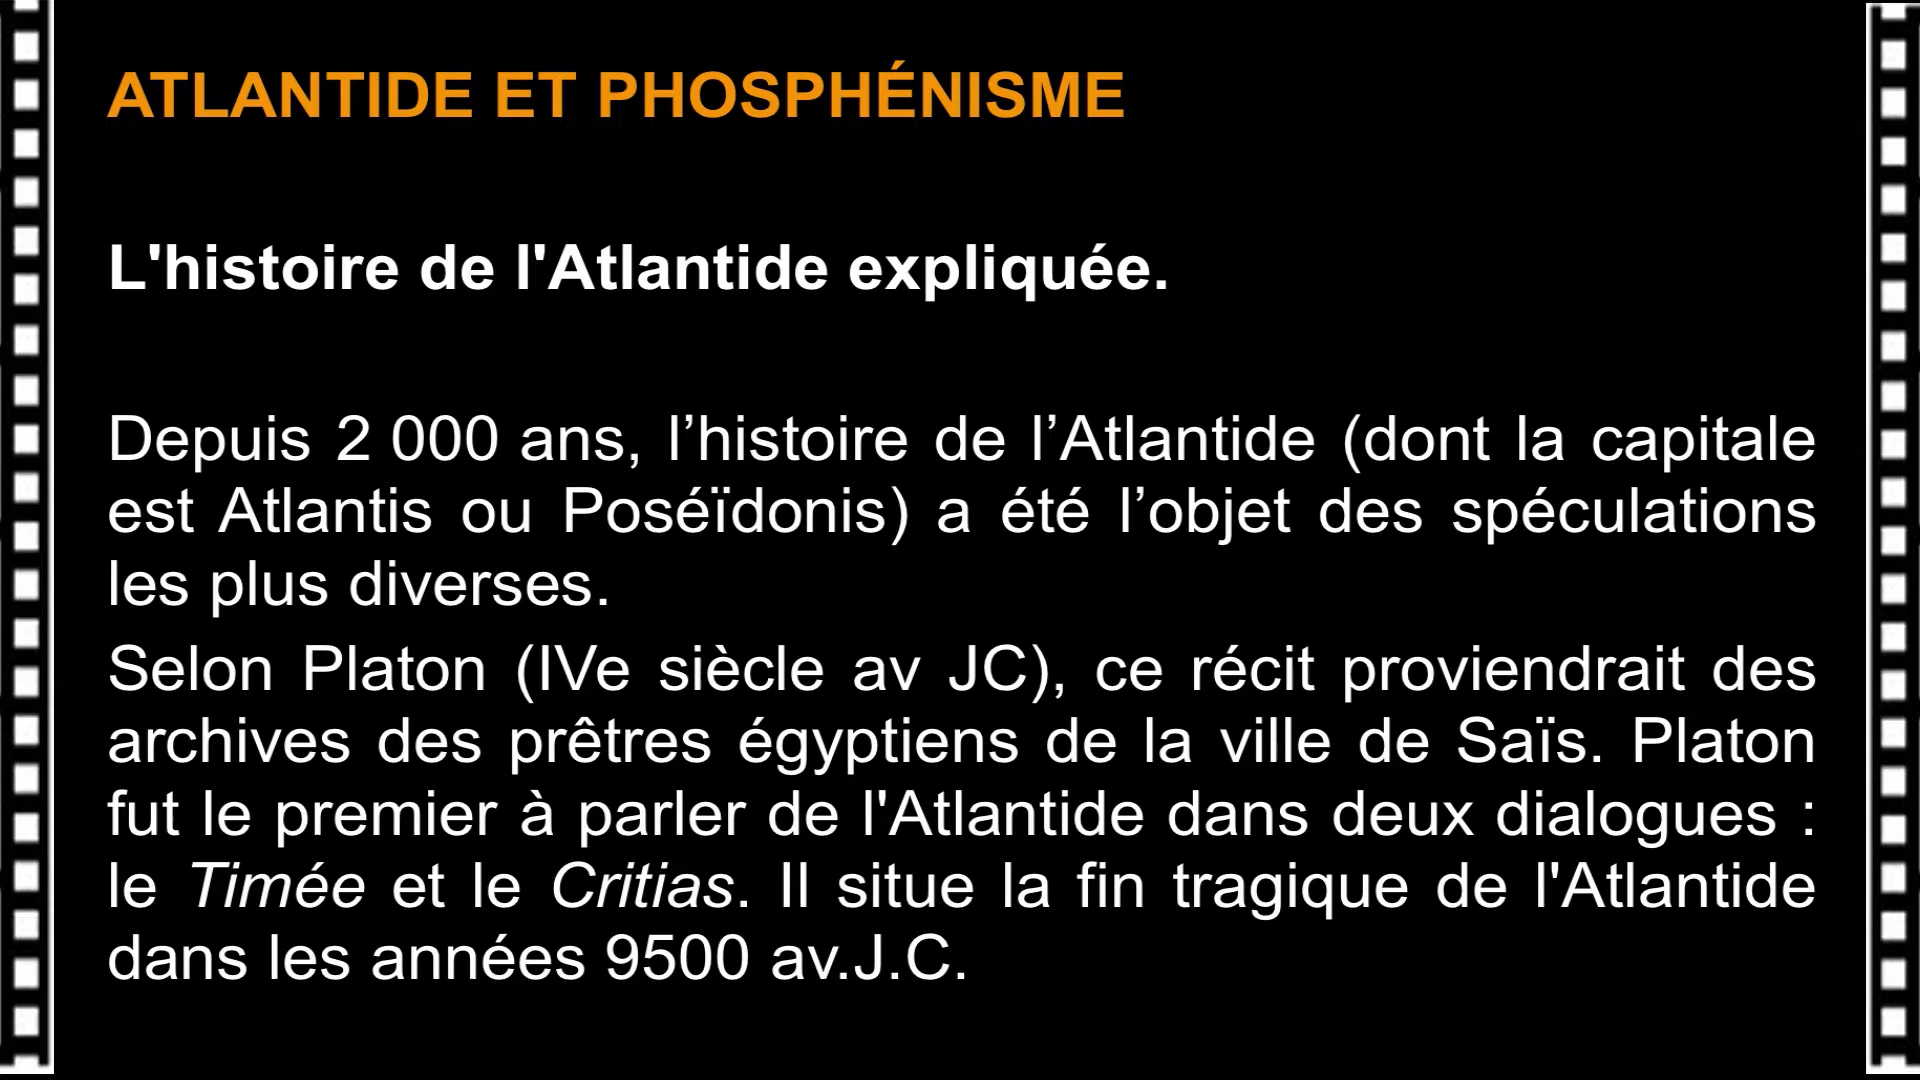 ATLANTIDE ET PHOSPHÉNISME
L'histoire de l'Atlantide expliquée.
Depuis 2 000 ans, l’histoire de l’Atlantide (dont la capitale
est Atlantis ou Poséïdonis) a été l’objet des spéculations
les plus diverses.
Selon Platon (IVe siècle av JC), ce récit proviendrait des
archives des prêtres égyptiens de la ville de Saïs. Platon
fut le premier à parler de l'Atlantide dans deux dialogues :
le Timée et le Critias. Il situe la fin tragique de l'Atlantide
dans les années 9500 av.J.C.